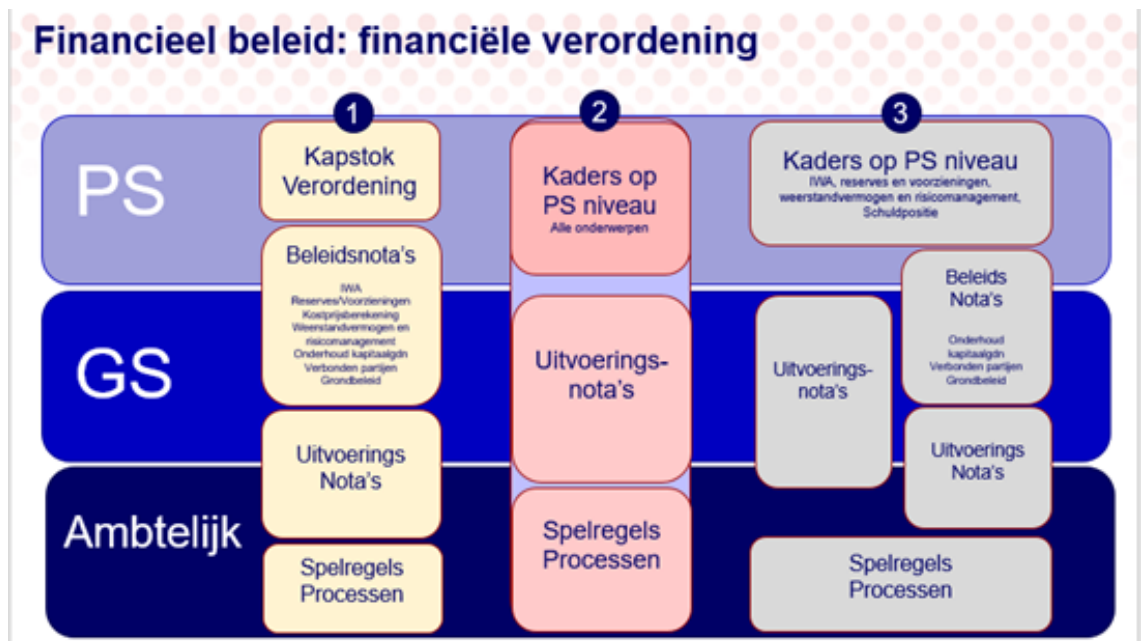 Financieel beleid: financiële verordening
1
2
3
PS
GS
Ambtelijk
Kapstok
Verordening
Beleidsnota's
IWA
Reserves/Voorzieningen
Kostprijsberekening
Weerstandvermogen en
risicomanagement
Onderhoud kapitaalgdn
Verbonden partijen
Grondbeleid
Uitvoerings
Nota's
Spelregels
Processen
Kaders op
PS niveau
Alle onderwerpen
Uitvoerings-
nota's
Spelregels
Processen
Kaders op PS niveau
IWA, reserves en voorzieningen,
weerstandvermogen en risicomanagement,
Schuldpositie
Uitvoerings-
nota's
Beleids
Nota's
Onderhoud
kapitaalgdn
Verbonden partijen
Grondbeleid
Uitvoerings
Nota's
Spelregels
Processen